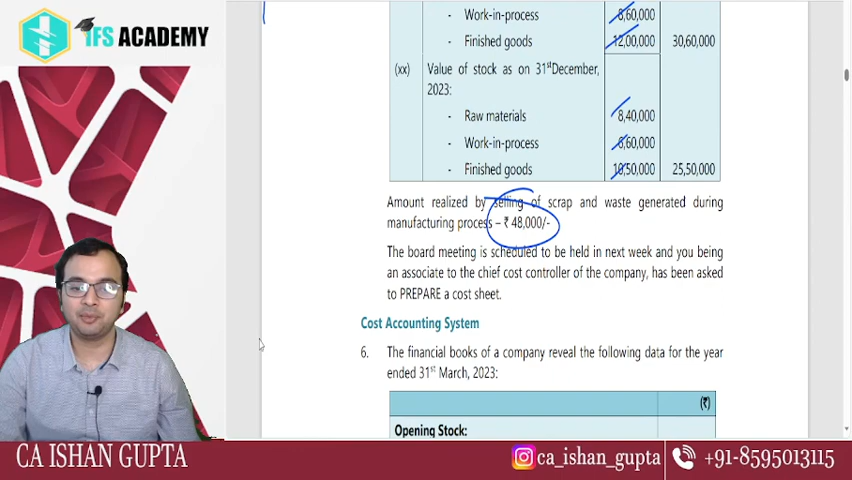 IFS ACADEMY
- Work-in-process 8,60,000
- Finished goods 12,00,000 30,60,000
(xx) Value of stock as on 31st December,
2023:
- Raw materials 8,40,000
- Work-in-process 6,60,000
- Finished goods 10,50,000 25,50,000
Amount realized by selling of scrap and waste generated during
manufacturing process – ₹ 48,000/-
The board meeting is scheduled to be held in next week and you being
an associate to the chief cost controller of the company, has been asked
to PREPARE a cost sheet.
Cost Accounting System
6. The financial books of a company reveal the following data for the year
ended 31st March, 2023:
(₹)
Opening Stock:
CA ISHAN GUPTA
ca_ishan_gupta
+91-8595013115